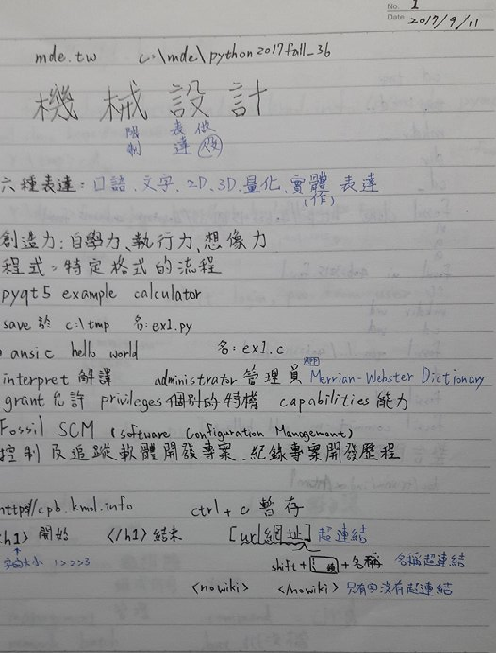 No. 1
Date 2017/9/11
mde.tw c:\mde\python2017fall_3b
機械設計
限制 表達 做
六種表達:口語、文字、2D、3D、量化、實體表達
(作)
創造力:自學力、執行力、想像力
程式=特定格式的流程
pyqt5 example calculator
save 於 c:\tmp 名:ex1.py
ansic hello world 名:ex1.c
interpret 解譯 administrator 管理員 Merrian-Webster Dictionary
grant 允許 privileges 個別的特權 capabilities 能力
Fossil SCM (software Configuration Management)
控制及追蹤軟體開發專案、紀錄專案開發歷程
http://cpb.kmol.info ctrl + c 暫存
<h1> 開始 </h1> 結束 [url網址] 超連結
字的大小 1>>>3 shift + + 名稱 名稱超連結
<nowiki> </nowiki> 只有中沒有超連結